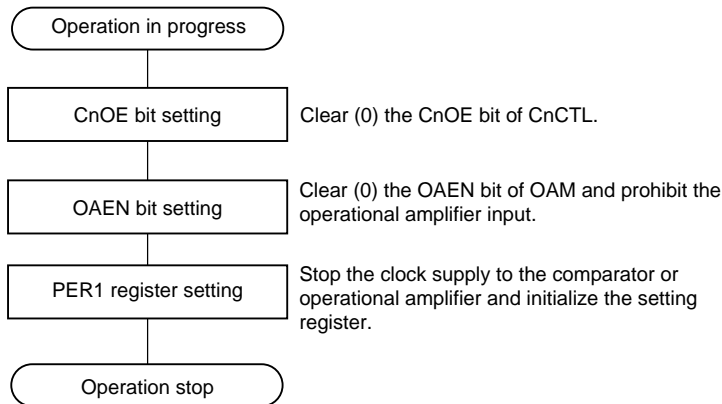 Operation in progress
CnOE bit setting
Clear (0) the CnOE bit of CnCTL.
OAEN bit setting
Clear (0) the OAEN bit of OAM and prohibit the
operational amplifier input.
PER1 register setting
Stop the clock supply to the comparator or
operational amplifier and initialize the setting
register.
Operation stop